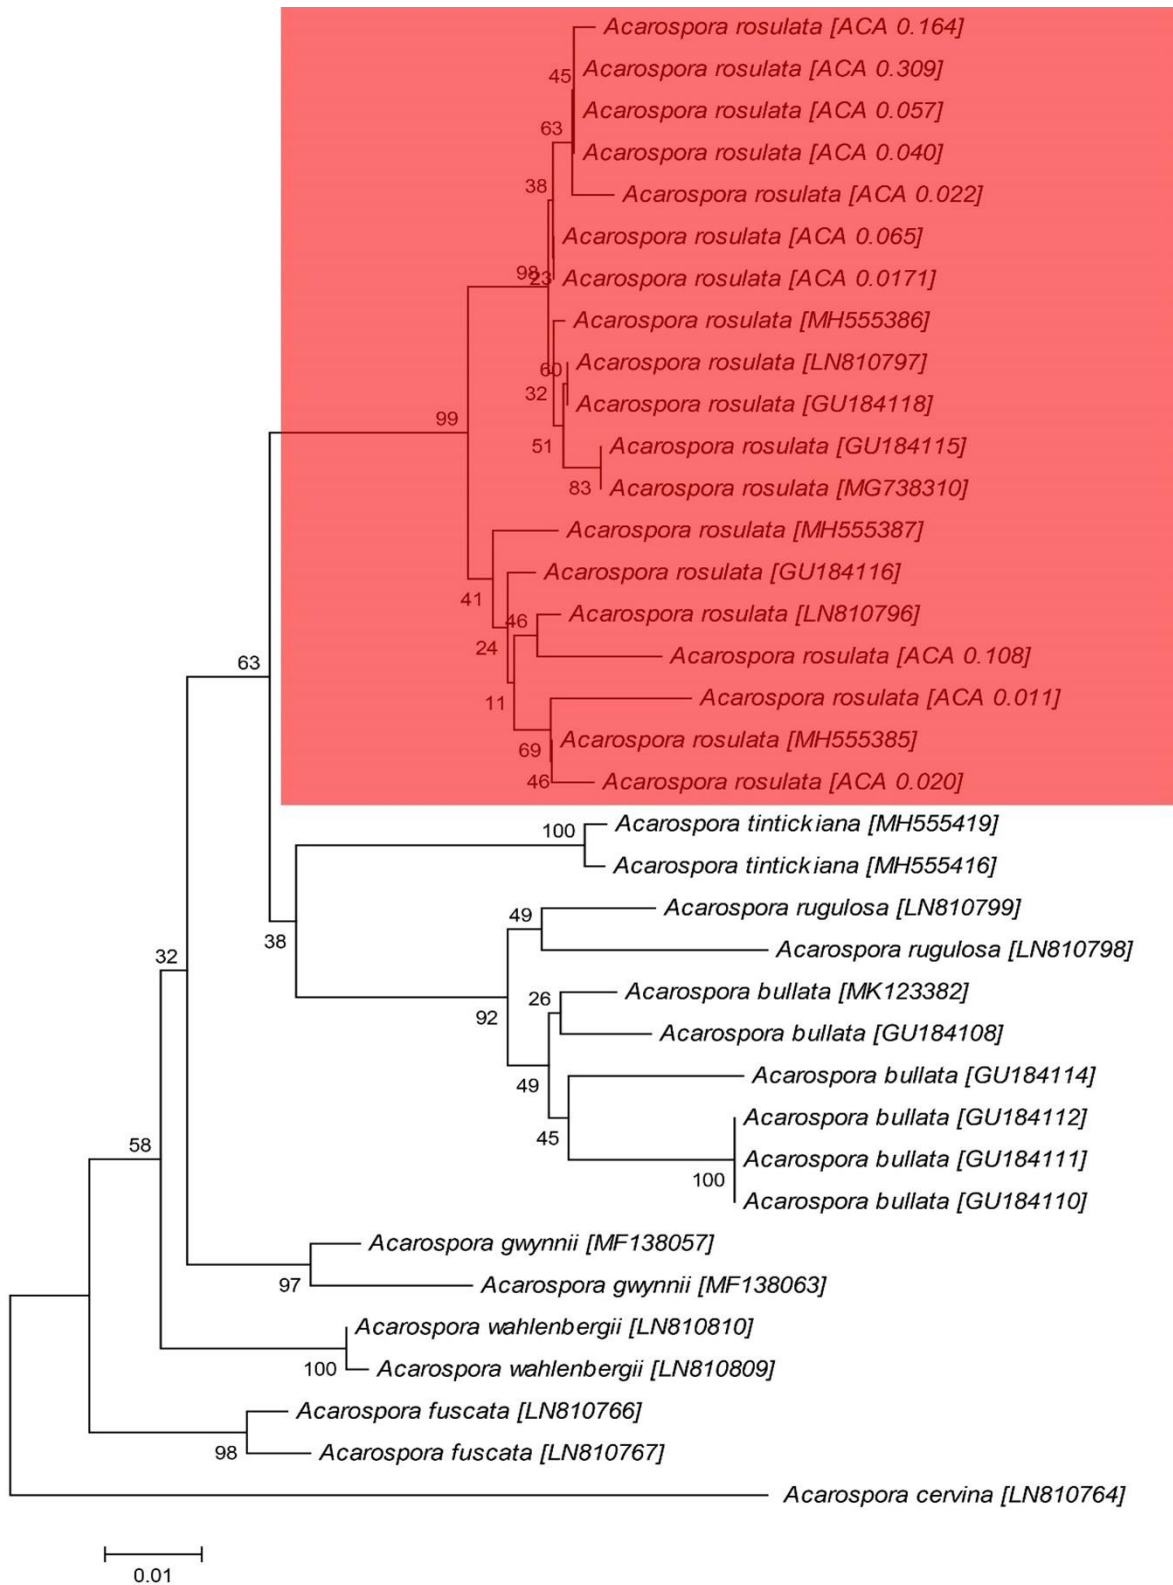 Acarospora rosulata [ACA 0.164]
45
Acarospora rosulata [ACA 0.309]
Acarospora rosulata [ACA 0.057]
63
Acarospora rosulata [ACA 0.040]
38
Acarospora rosulata [ACA 0.022]
Acarospora rosulata [ACA 0.065]
98
23
Acarospora rosulata [ACA 0.0171]
Acarospora rosulata [MH555386]
60
Acarospora rosulata [LN810797]
32
Acarospora rosulata [GU184118]
99
51
Acarospora rosulata [GU184115]
83
Acarospora rosulata [MG738310]
Acarospora rosulata [MH555387]
41
Acarospora rosulata [GU184116]
46
Acarospora rosulata [LN810796]
24
63
Acarospora rosulata [ACA 0.108]
11
Acarospora rosulata [ACA 0.011]
69
Acarospora rosulata [MH555385]
46
Acarospora rosulata [ACA 0.020]
100
Acarospora tintickiana [MH555419]
Acarospora tintickiana [MH555416]
49
Acarospora rugulosa [LN810799]
38
Acarospora rugulosa [LN810798]
32
26
Acarospora bullata [MK123382]
92
Acarospora bullata [GU184108]
49
Acarospora bullata [GU184114]
45
Acarospora bullata [GU184112]
58
Acarospora bullata [GU184111]
100
Acarospora bullata [GU184110]
Acarospora gwynnii [MF138057]
97
Acarospora gwynnii [MF138063]
Acarospora wahlenbergii [LN810810]
100
Acarospora wahlenbergii [LN810809]
Acarospora fuscata [LN810766]
98
Acarospora fuscata [LN810767]
Acarospora cervina [LN810764]
0.01